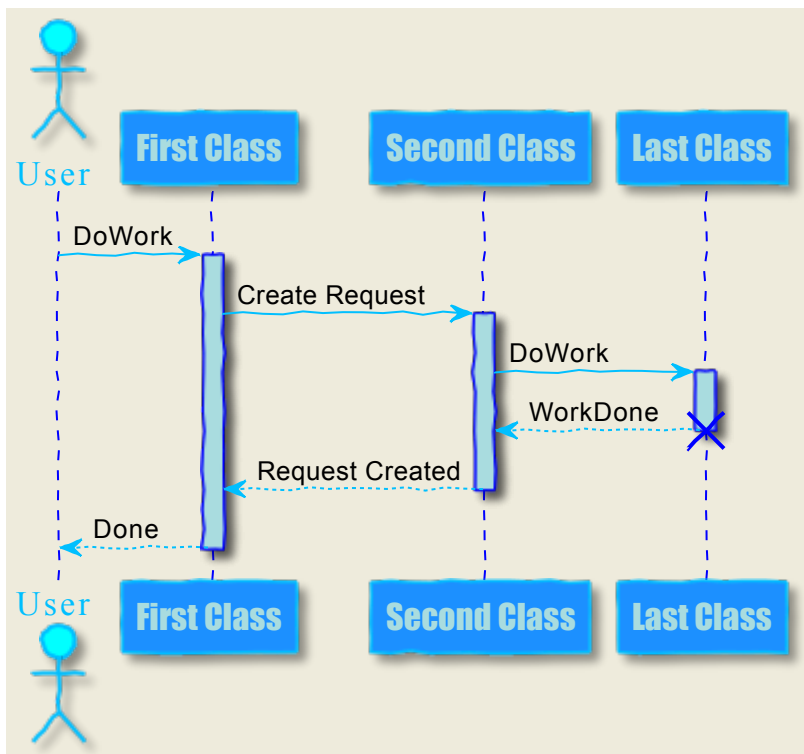 First Class
Second Class
Last Class
User
DoWork
Create Request
DoWork
WorkDone
Request Created
Done
User
First Class
Second Class
Last Class